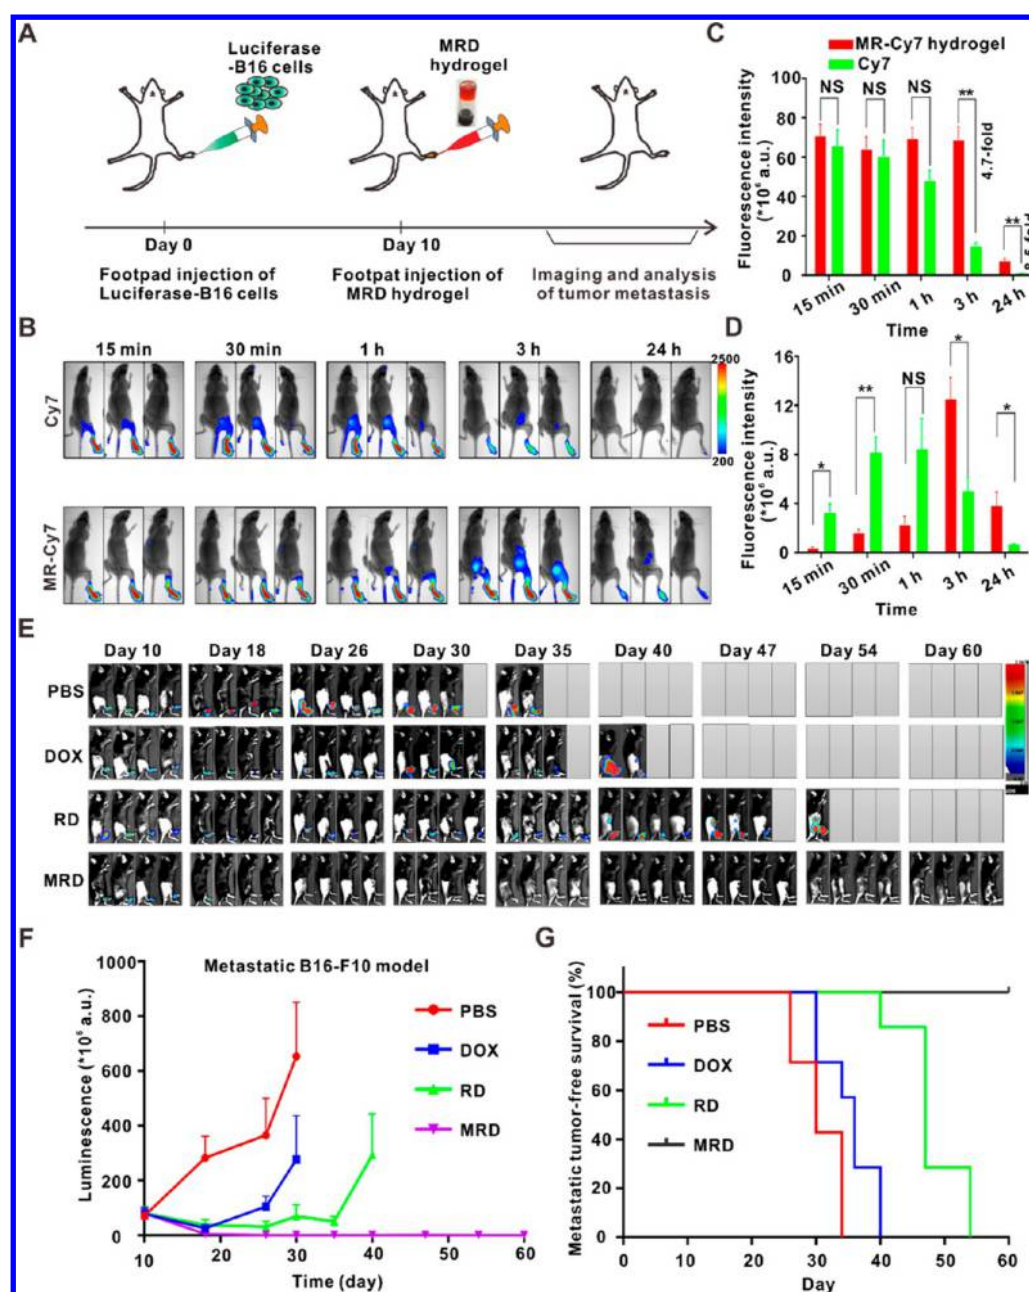 A
Luciferase
-B16 cells
MRD
hydrogel
Day 0
Day 10
Footpad injection of
Luciferase-B16 cells
Footpat injection of
MRD hydrogel
Imaging and analysis
of tumor metastasis
C
MR-Cy7 hydrogel
Cy7
Fluorescence intensity
(*10⁶ a.u.)
100
80
60
40
20
0
NS
NS
NS
**
4.7-fold
**
15 min
30 min
1 h
3 h
24 h
Time
B
15 min
30 min
1 h
3 h
24 h
Cy7
MR-Cy7
2500
200
D
Fluorescence intensity
(*10⁶ a.u.)
16
12
8
4
0
*
**
NS
*
*
15 min
30 min
1 h
3 h
24 h
Time
E
Day 10
Day 18
Day 26
Day 30
Day 35
Day 40
Day 47
Day 54
Day 60
PBS
DOX
RD
MRD
F
Metastatic B16-F10 model
Luminescence (*10⁶ a.u.)
1000
800
600
400
200
0
PBS
DOX
RD
MRD
10
20
30
40
50
60
Time (day)
G
Metastatic tumor-free survival (%)
100
80
60
40
20
0
PBS
DOX
RD
MRD
0
10
20
30
40
50
60
Day